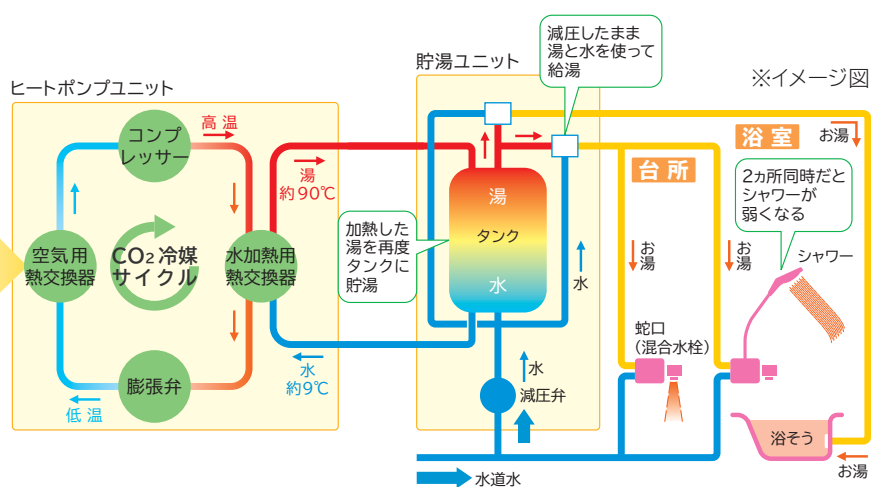 減圧したまま
湯と水を使って
給湯
貯湯ユニット
※イメージ図
ヒートポンプユニット
コンプ
レッサー
高温
湯
約90℃
空気用
熱交換器
CO₂冷媒
サイクル
水加熱用
熱交換器
膨張弁
低温
水
約9℃
加熱した
湯を再度
タンクに
貯湯
湯
タンク
水
水
水
減圧弁
水道水
台所
お湯
蛇口
(混合水栓)
浴室
お湯
2ヵ所同時だと
シャワーが
弱くなる
お湯
シャワー
浴そう
お湯